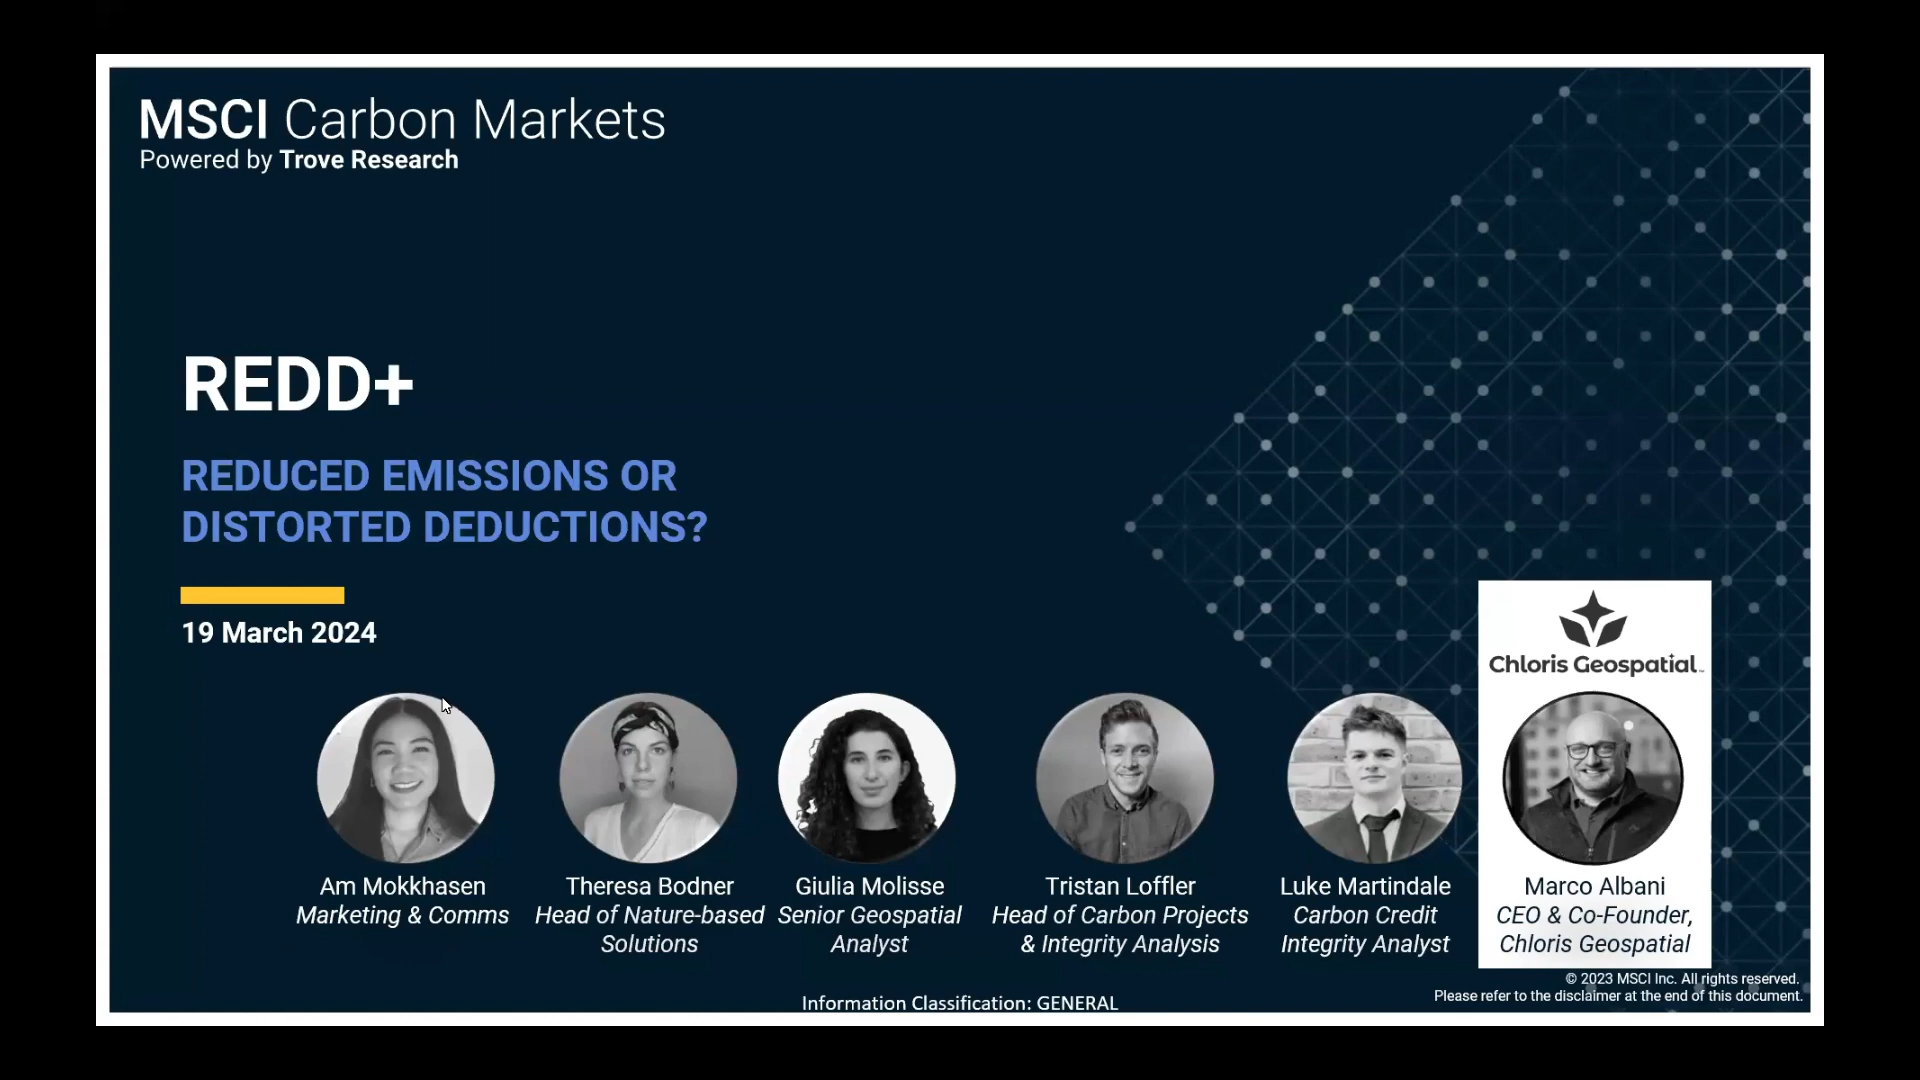 MSCI Carbon Markets
Powered by Trove Research
REDD+
REDUCED EMISSIONS OR
DISTORTED DEDUCTIONS?
19 March 2024
Chloris Geospatial
Am Mokkhasen
Marketing & Comms
Theresa Bodner
Head of Nature-based
Solutions
Giulia Molisse
Senior Geospatial
Analyst
Tristan Loffler
Head of Carbon Projects
& Integrity Analysis
Luke Martindale
Carbon Credit
Integrity Analyst
Marco Albani
CEO & Co-Founder,
Chloris Geospatial
© 2023 MSCI Inc. All rights reserved.
Please refer to the disclaimer at the end of this document.
Information Classification: GENERAL